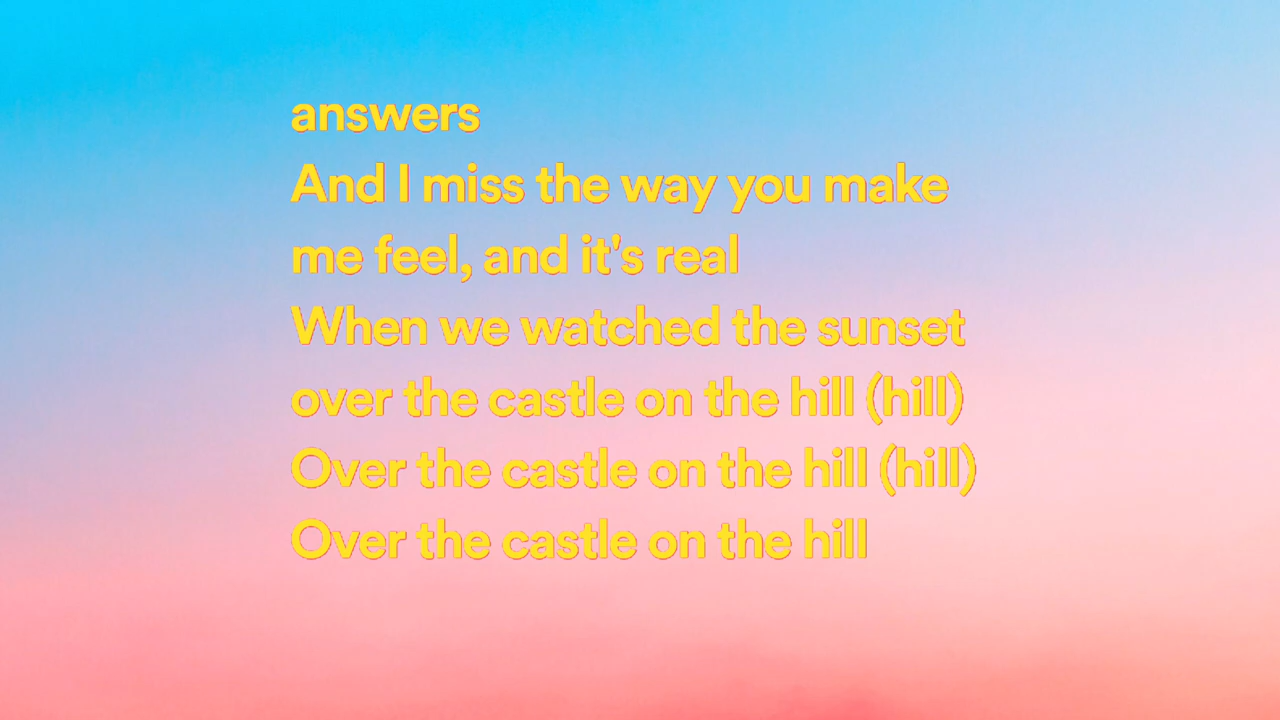 answers
And I miss the way you make
me feel, and it's real
When we watched the sunset
over the castle on the hill (hill)
Over the castle on the hill (hill)
Over the castle on the hill